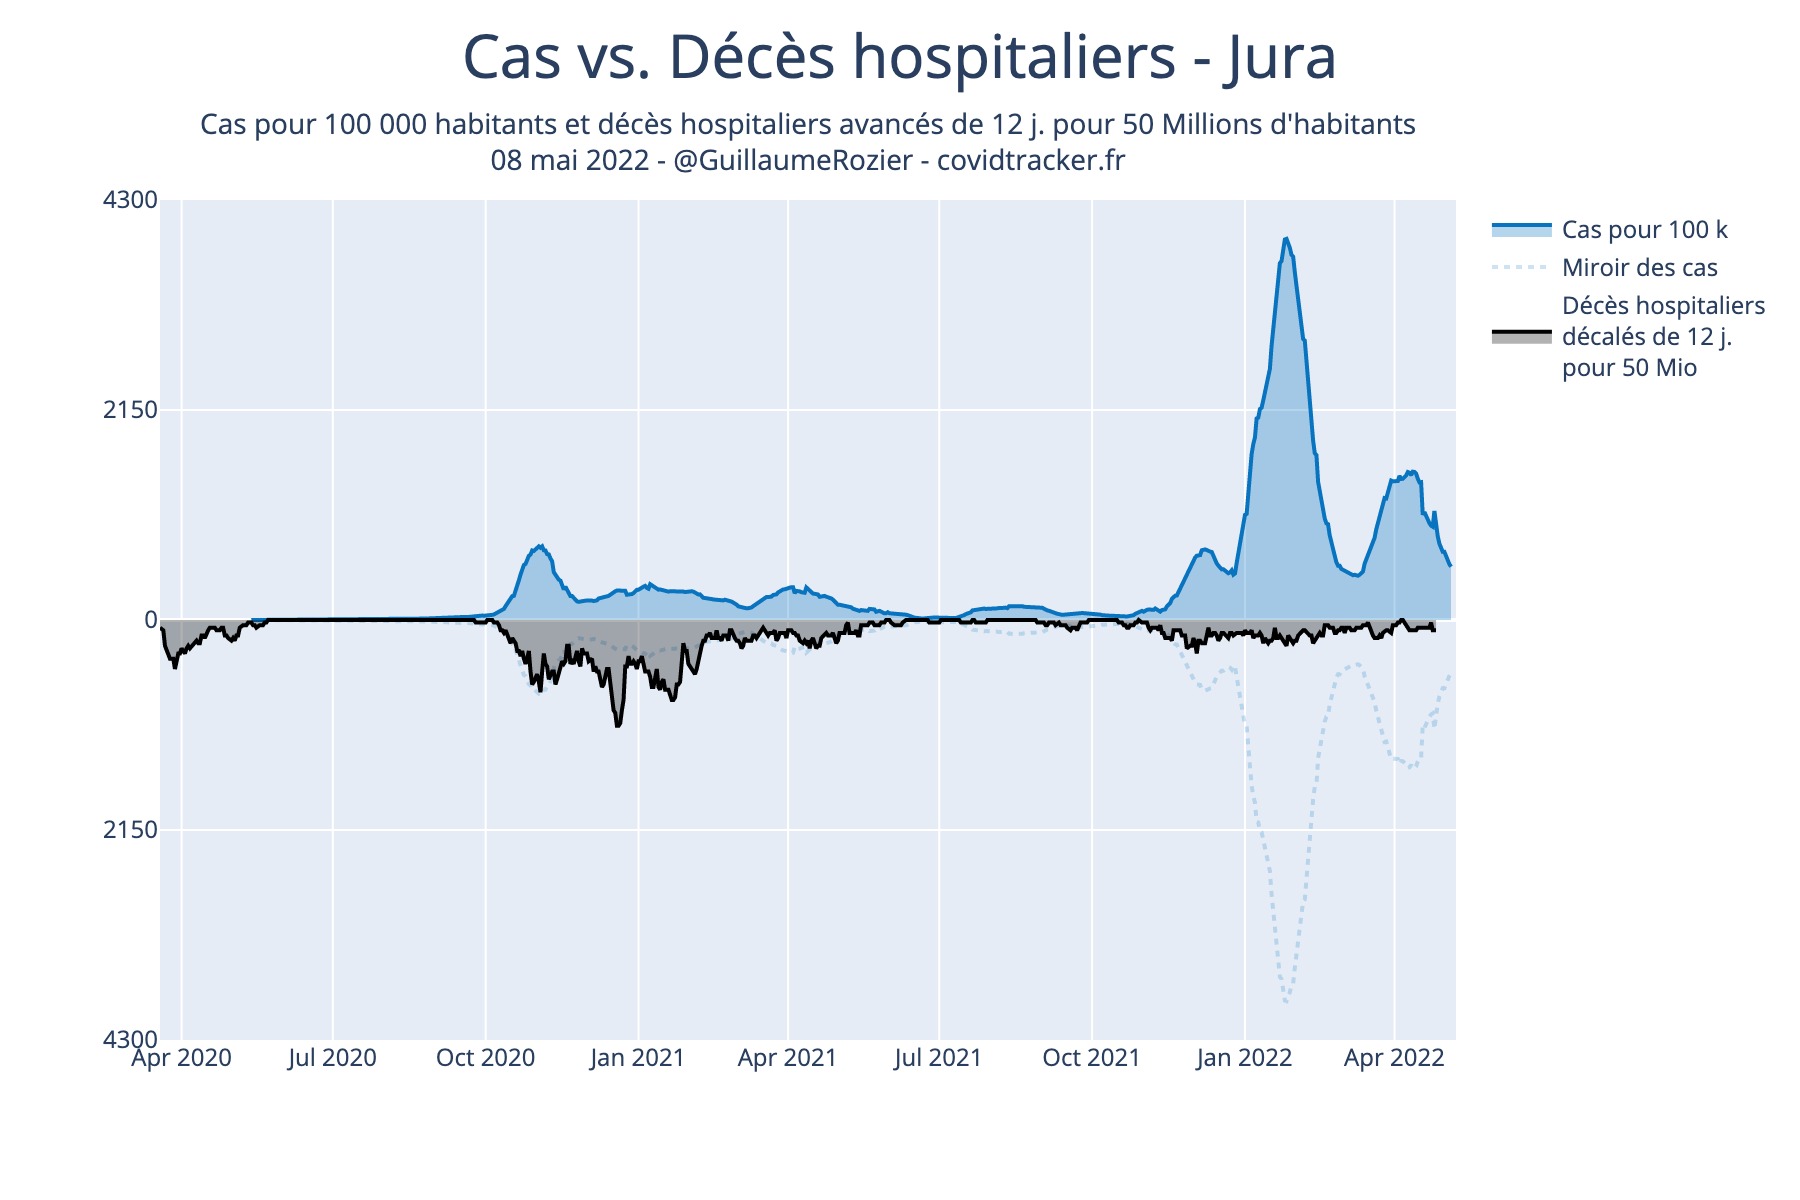 Cas vs. Décès hospitaliers - Jura
Cas pour 100 000 habitants et décès hospitaliers avancés de 12 j. pour 50 Millions d'habitants
08 mai 2022 - @GuillaumeRozier - covidtracker.fr
4300
2150
0
2150
4300
Apr 2020
Jul 2020
Oct 2020
Jan 2021
Apr 2021
Jul 2021
Oct 2021
Jan 2022
Apr 2022
Cas pour 100 k
Miroir des cas
Décès hospitaliers
décalés de 12 j.
pour 50 Mio